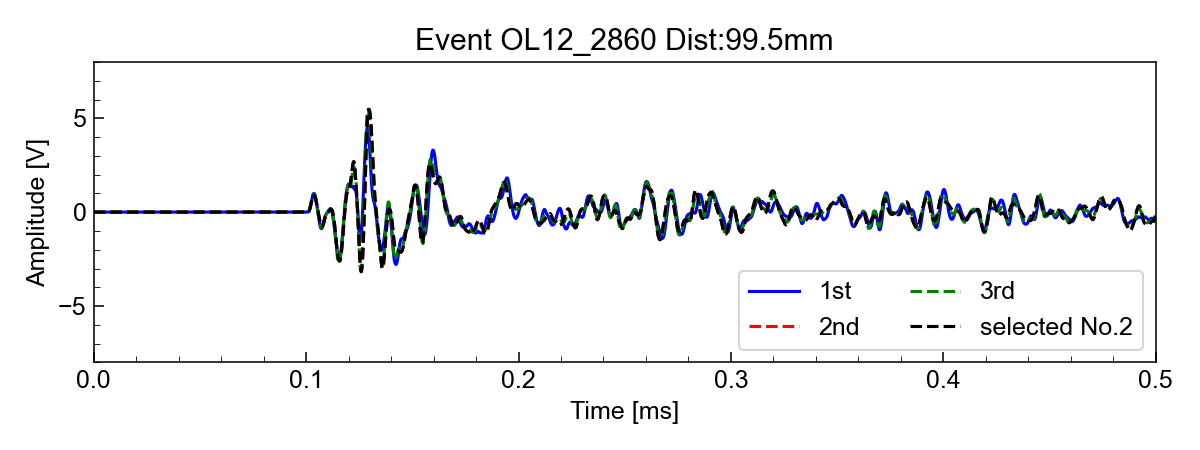 Event OL12_2860 Dist:99.5mm
Amplitude [V]
5
0
−5
1st
2nd
3rd
selected No.2
0.0 0.1 0.2 0.3 0.4 0.5
Time [ms]